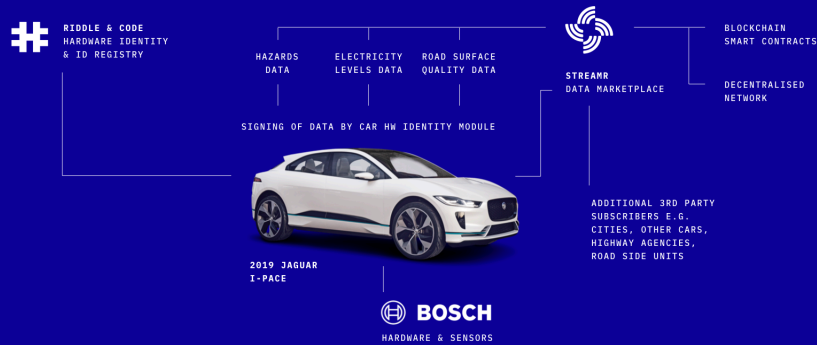 RIDDLE & CODE
HARDWARE IDENTITY
& ID REGISTRY
HAZARDS
DATA
ELECTRICITY
LEVELS DATA
ROAD SURFACE
QUALITY DATA
SIGNING OF DATA BY CAR HW IDENTITY MODULE
STREAMR
DATA MARKETPLACE
BLOCKCHAIN
SMART CONTRACTS
DECENTRALISED
NETWORK
ADDITIONAL 3RD PARTY
SUBSCRIBERS E.G.
CITIES, OTHER CARS,
HIGHWAY AGENCIES,
ROAD SIDE UNITS
2019 JAGUAR
I-PACE
BOSCH
HARDWARE & SENSORS